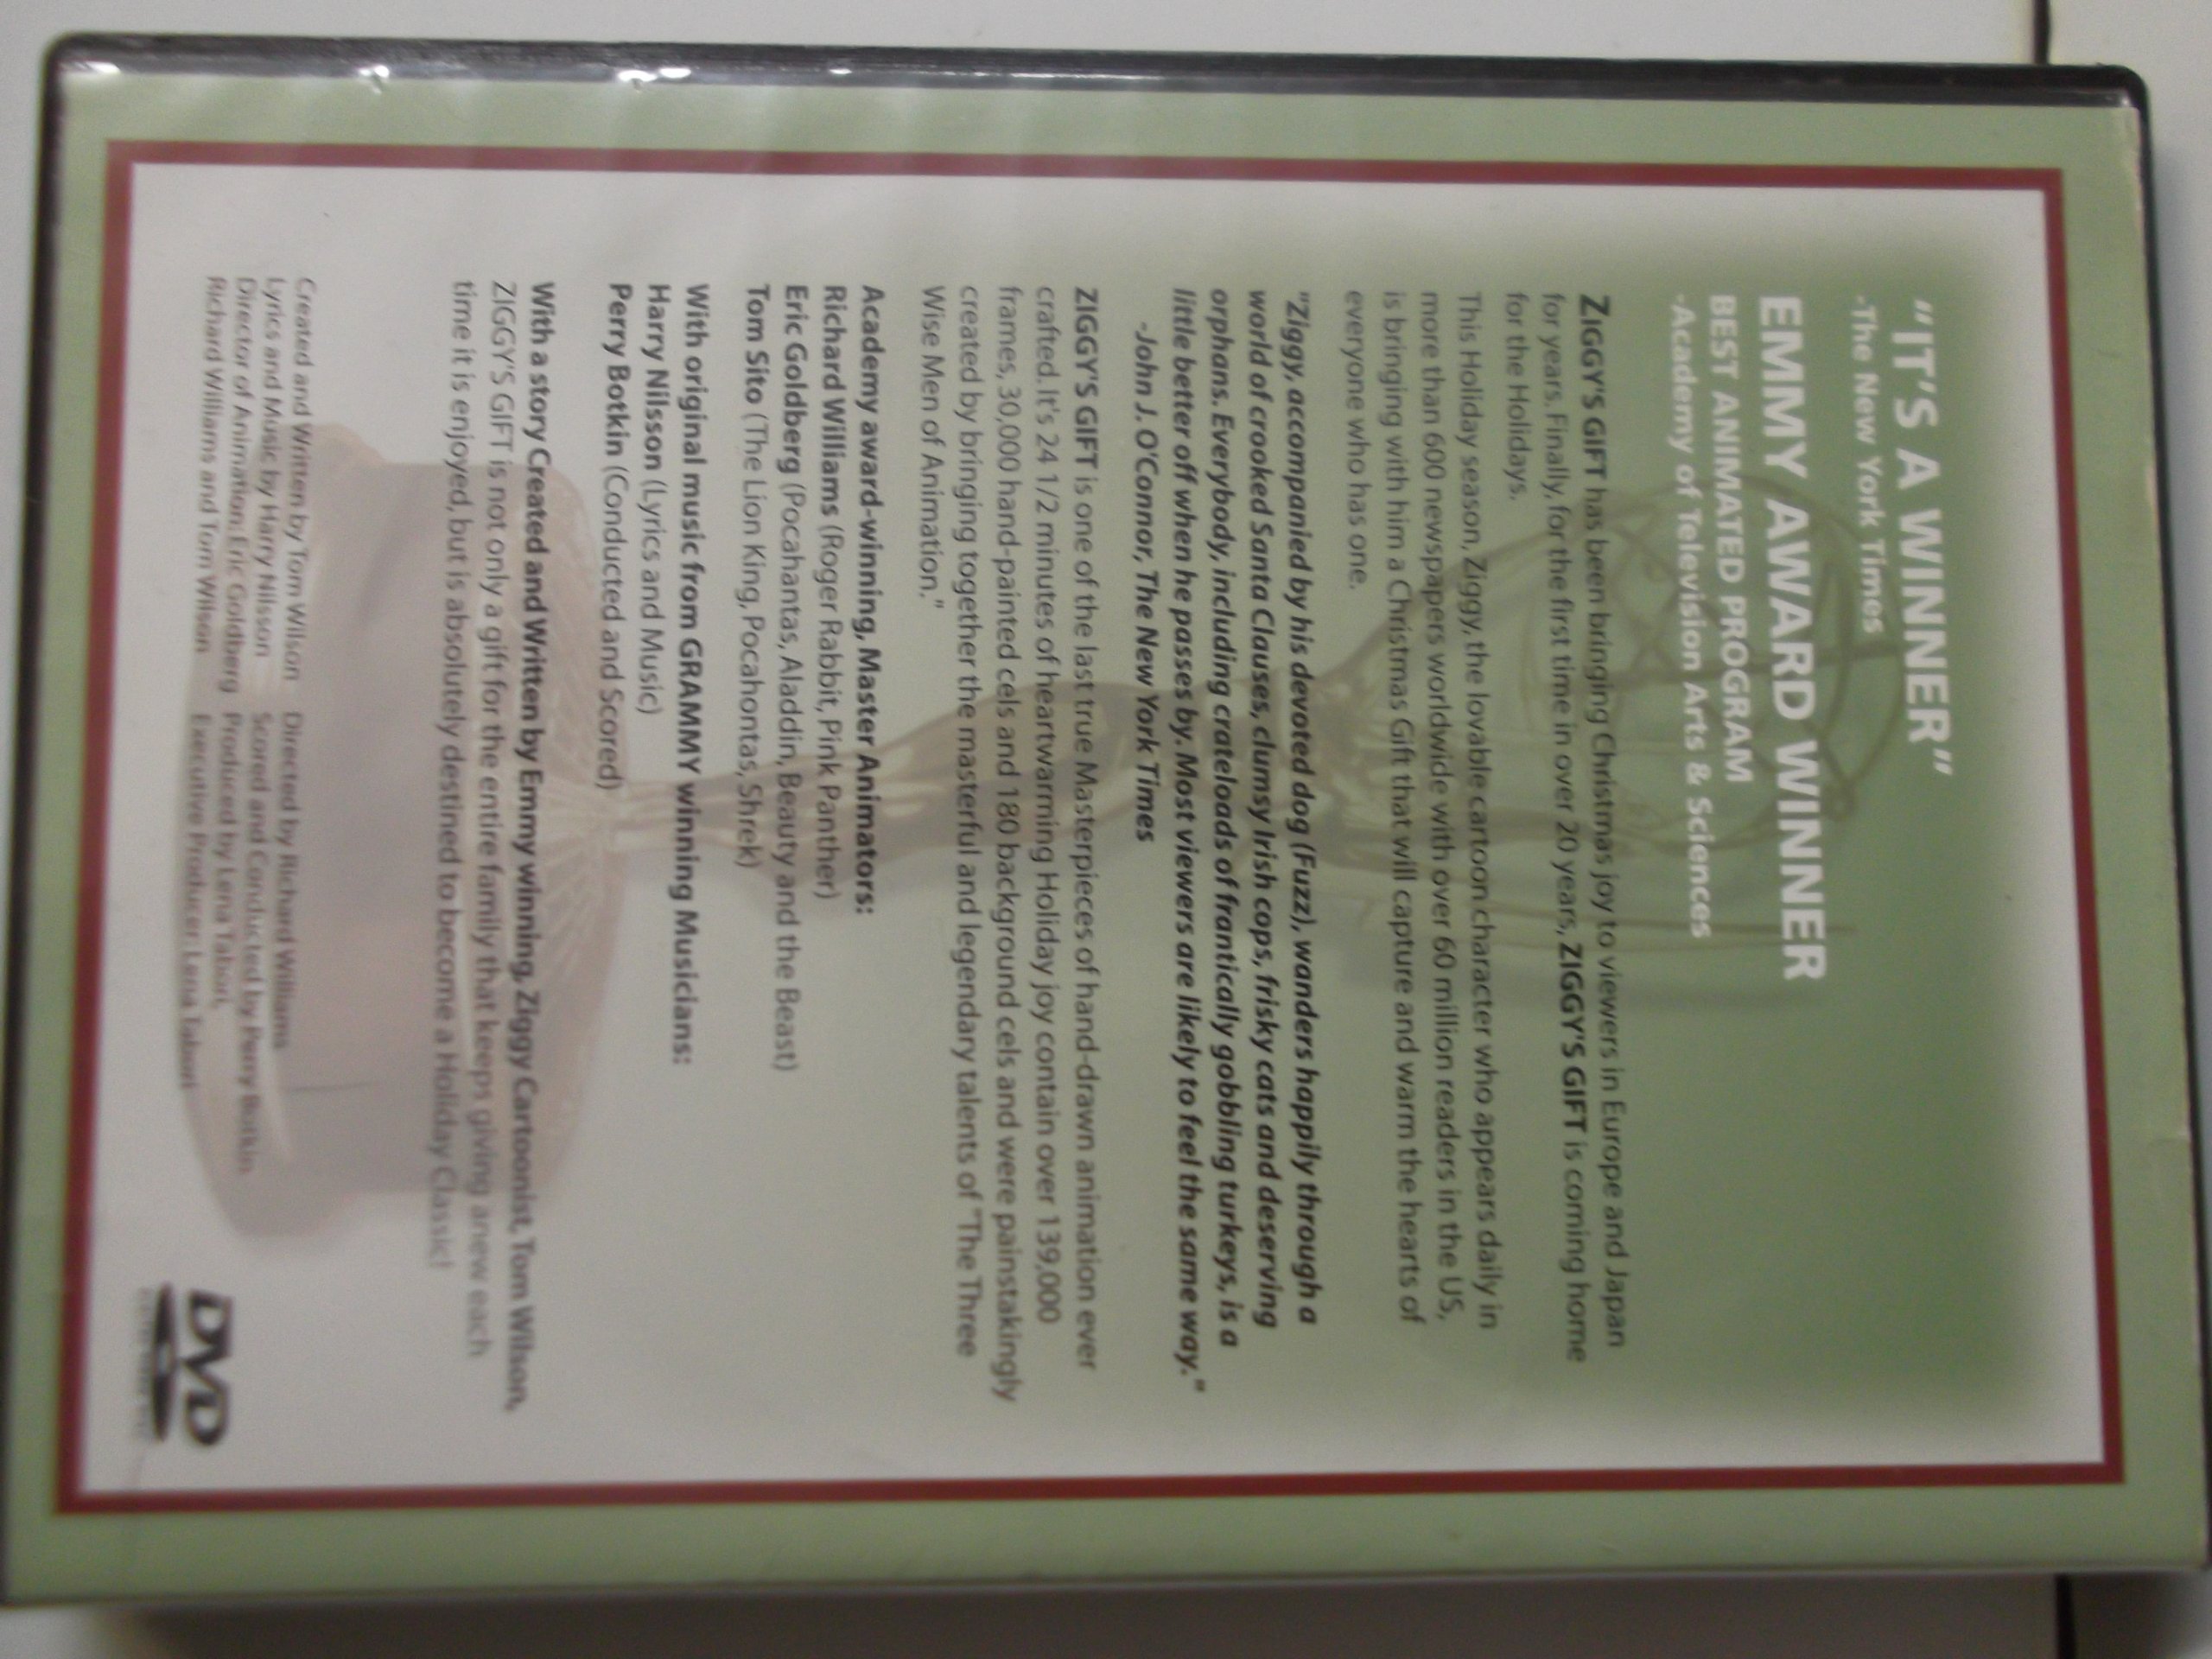 "IT'S A WINNER"
-The New York Times
EMMY AWARD WINNER
BEST ANIMATED PROGRAM
-Academy of Television Arts & Sciences
ZIGGY'S GIFT has been bringing Christmas joy to viewers in Europe and Japan
for years. Finally, for the first time in over 20 years, ZIGGY'S GIFT is coming home
for the Holidays.
This Holiday season, Ziggy, the lovable cartoon character who appears daily in
more than 600 newspapers worldwide with over 60 million readers in the US,
is bringing with him a Christmas Gift that will capture and warm the hearts of
everyone who has one.
"Ziggy, accompanied by his devoted dog (Fuzz), wanders happily through a
world of crooked Santa Clauses, clumsy Irish cops, frisky cats and deserving
orphans. Everybody, including crateloads of frantically gobbling turkeys, is a
little better off when he passes by. Most viewers are likely to feel the same way."
-John J. O'Connor, The New York Times
ZIGGY'S GIFT is one of the last true Masterpieces of hand-drawn animation ever
crafted. It's 24 1/2 minutes of heartwarming Holiday joy contain over 139,000
frames, 30,000 hand-painted cels and 180 background cels and were painstakingly
created by bringing together the masterful and legendary talents of "The Three
Wise Men of Animation."
Academy award-winning, Master Animators:
Richard Williams (Roger Rabbit, Pink Panther)
Eric Goldberg (Pocahantas, Aladdin, Beauty and the Beast)
Tom Sito (The Lion King, Pocahontas, Shrek)
With original music from GRAMMY winning Musicians:
Harry Nilsson (Lyrics and Music)
Perry Botkin (Conducted and Scored)
With a story Created and Written by Emmy winning, Ziggy Cartoonist, Tom Wilson,
ZIGGY'S GIFT is not only a gift for the entire family that keeps giving anew each
time it is enjoyed, but is absolutely destined to become a Holiday Classic!
Created and Written by Tom Wilson Directed by Richard Williams
Lyrics and Music by Harry Nilsson Scored and Conducted by Perry Botkin
Director of Animation: Eric Goldberg Produced by Lena Tabori,
Richard Williams and Tom Wilson Executive Producer: Lena Tabori
DVD